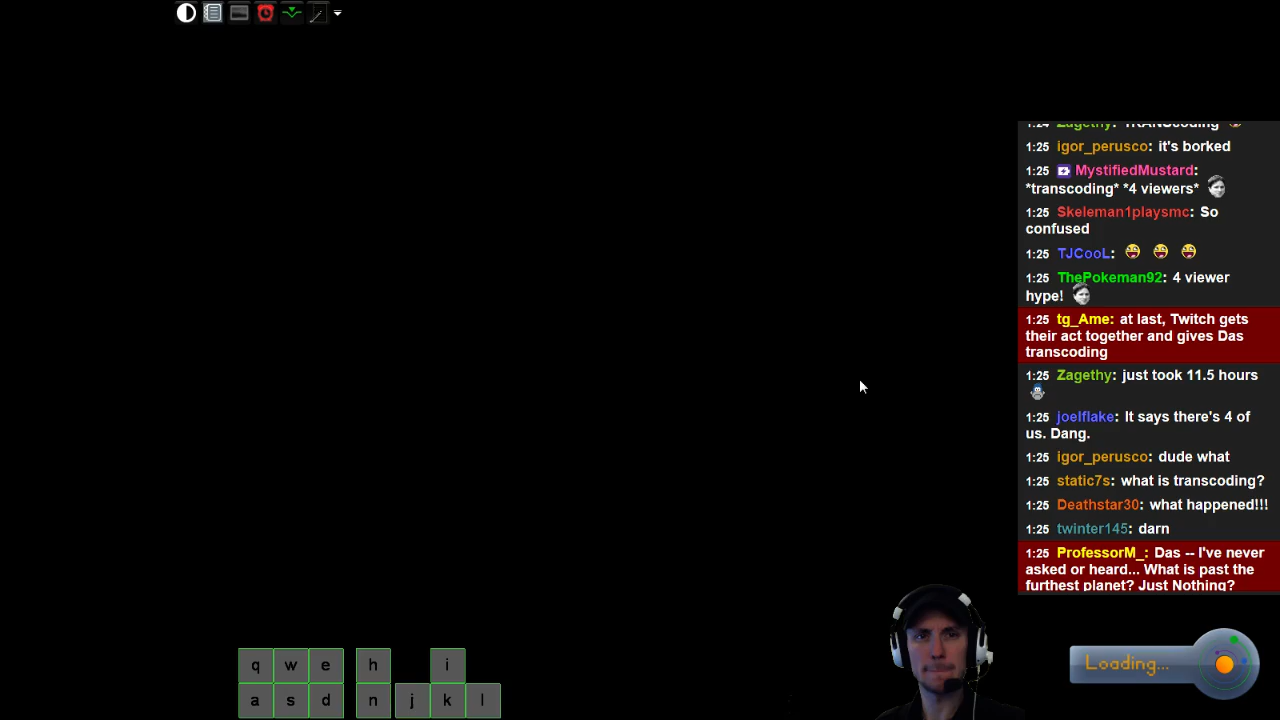 1:24 Zagethy: TRANScoding
1:25 igor_perusco: it's borked
1:25 MystifiedMustard:
*transcoding* *4 viewers*
1:25 Skeleman1playsmc: So
confused
1:25 TJCooL:
1:25 ThePokeman92: 4 viewer
hype!
1:25 tg_Ame: at last, Twitch gets
their act together and gives Das
transcoding
1:25 Zagethy: just took 11.5 hours
1:25 joelflake: It says there's 4 of
us. Dang.
1:25 igor_perusco: dude what
1:25 static7s: what is transcoding?
1:25 Deathstar30: what happened!!!
1:25 twinter145: darn
1:25 ProfessorM_: Das -- I've never
asked or heard... What is past the
furthest planet? Just Nothing?
q w e h i
a s d n j k l
Loading...